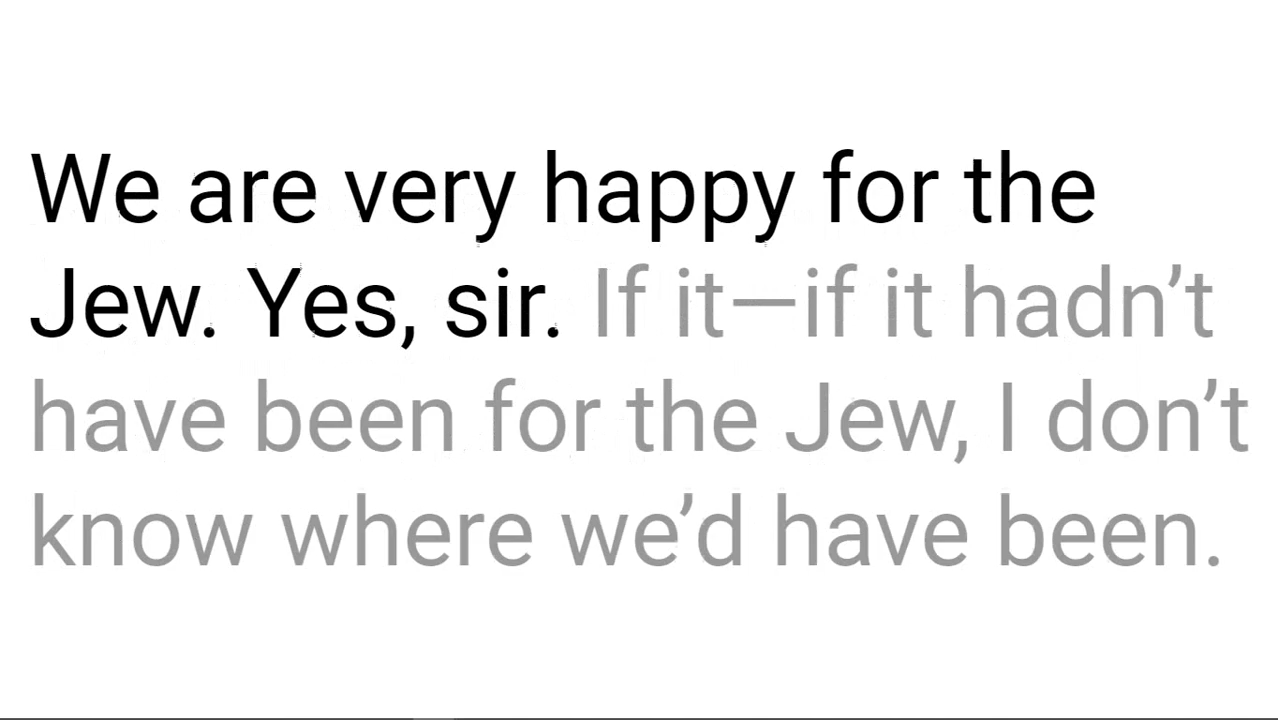 We are very happy for the
Jew. Yes, sir. If it—if it hadn’t
have been for the Jew, I don’t
know where we’d have been.